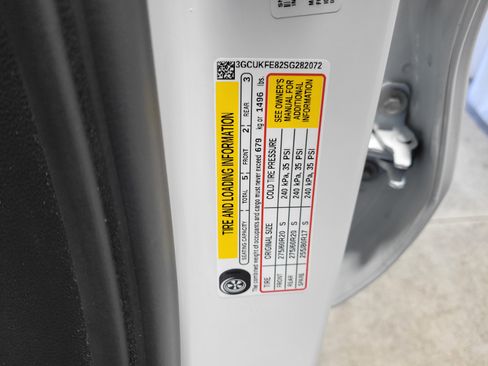 3GCUKFE82SG282072
TIRE AND LOADING INFORMATION
SEATING CAPACITY TOTAL 5 FRONT 2 REAR 3
The combined weight of occupants and cargo must never exceed 679 kg or 1496 lbs.
TIRE ORIGINAL SIZE COLD TIRE PRESSURE
FRONT 275/60R20 S 240 kPa, 35 PSI
REAR 275/60R20 S 240 kPa, 35 PSI
SPARE 255/80R17 S 240 kPa, 35 PSI
SEE OWNER'S
MANUAL FOR
ADDITIONAL
INFORMATION